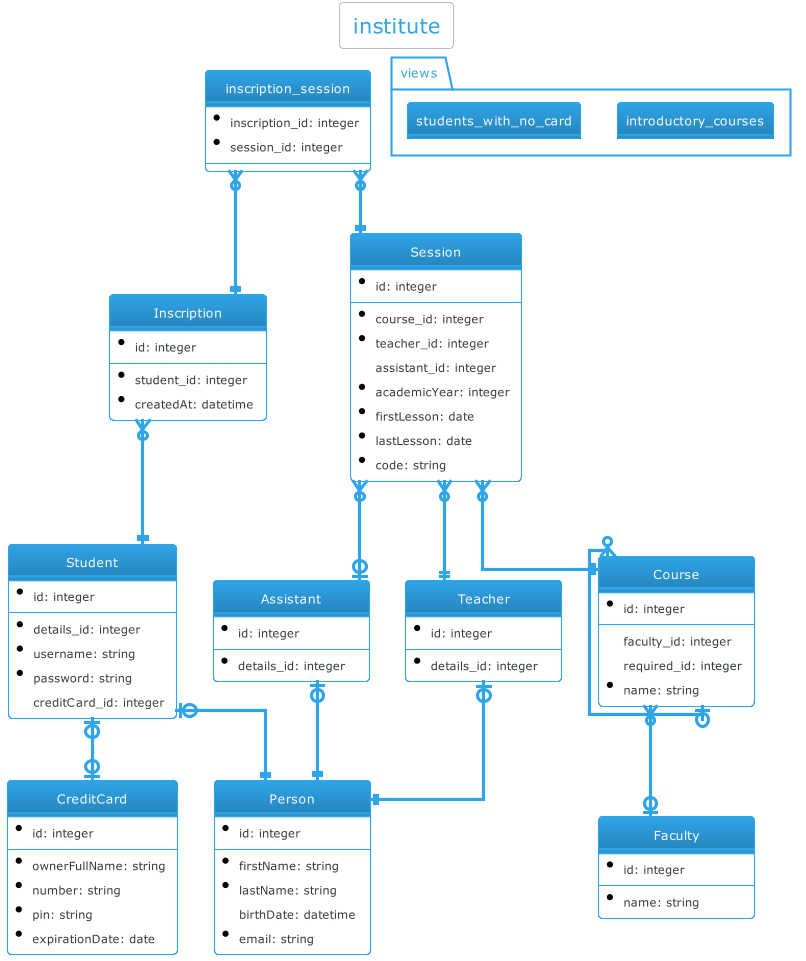 institute
views
students_with_no_card
introductory_courses
inscription_session
inscription_id: integer
session_id: integer
Session
id: integer
course_id: integer
teacher_id: integer
assistant_id: integer
academicYear: integer
firstLesson: date
lastLesson: date
code: string
Inscription
id: integer
student_id: integer
createdAt: datetime
Student
id: integer
details_id: integer
username: string
password: string
creditCard_id: integer
Assistant
id: integer
details_id: integer
Teacher
id: integer
details_id: integer
Course
id: integer
faculty_id: integer
required_id: integer
name: string
CreditCard
id: integer
ownerFullName: string
number: string
pin: string
expirationDate: date
Person
id: integer
firstName: string
lastName: string
birthDate: datetime
email: string
Faculty
id: integer
name: string